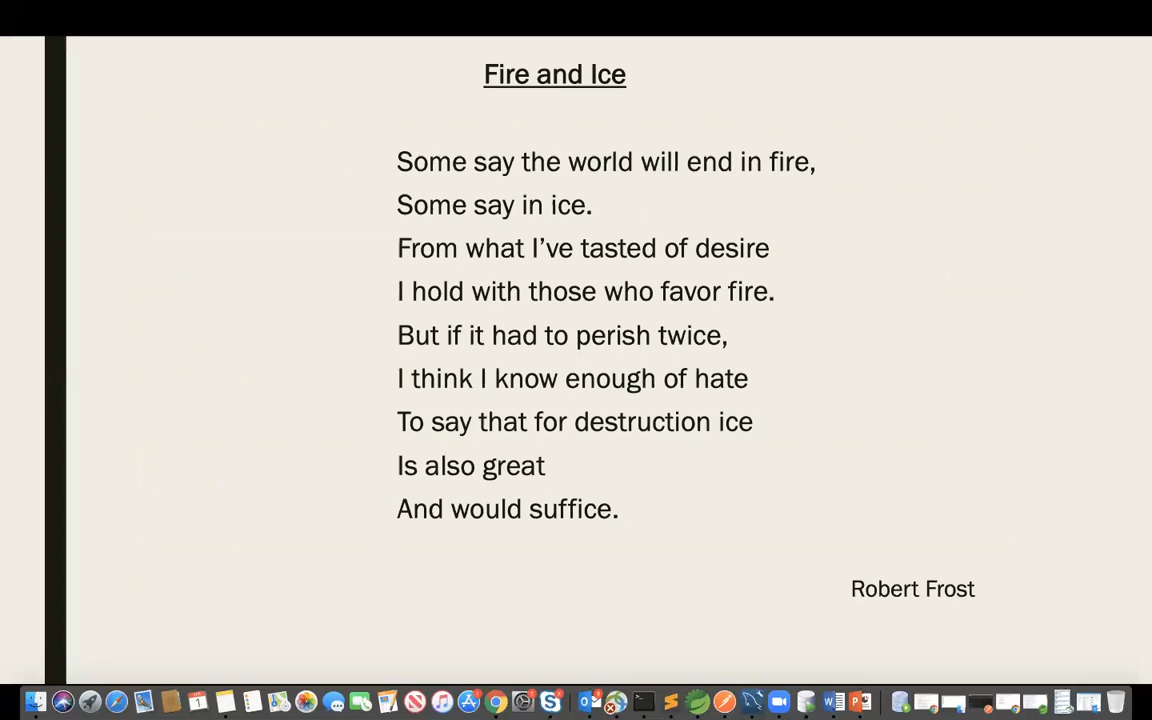 Fire and Ice
Some say the world will end in fire,
Some say in ice.
From what I’ve tasted of desire
I hold with those who favor fire.
But if it had to perish twice,
I think I know enough of hate
To say that for destruction ice
Is also great
And would suffice.
Robert Frost